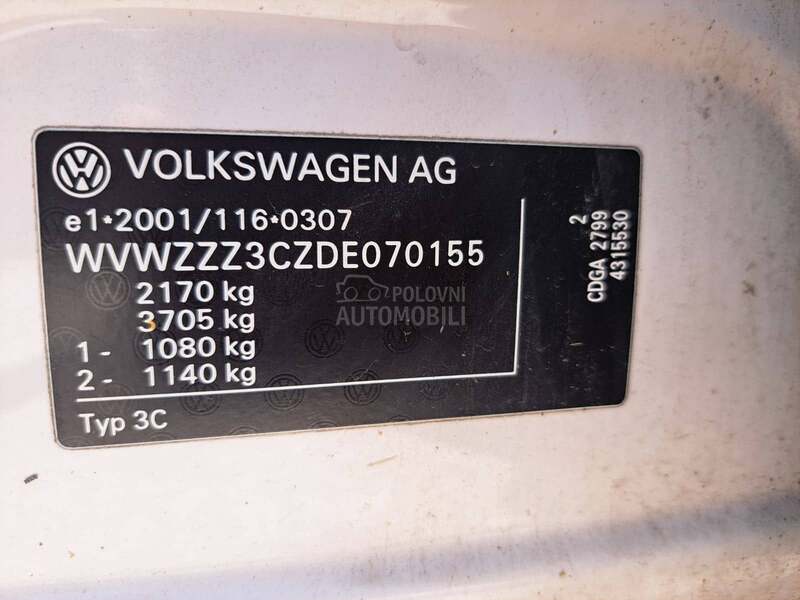 VOLKSWAGEN AG
e1*2001/116*0307
WVWZZZ3CZDE070155
2170 kg
3705 kg
1 - 1080 kg
2 - 1140 kg
Typ 3C
2
CDGA 2799
4315530
POLOVNI
AUTOMOBILI